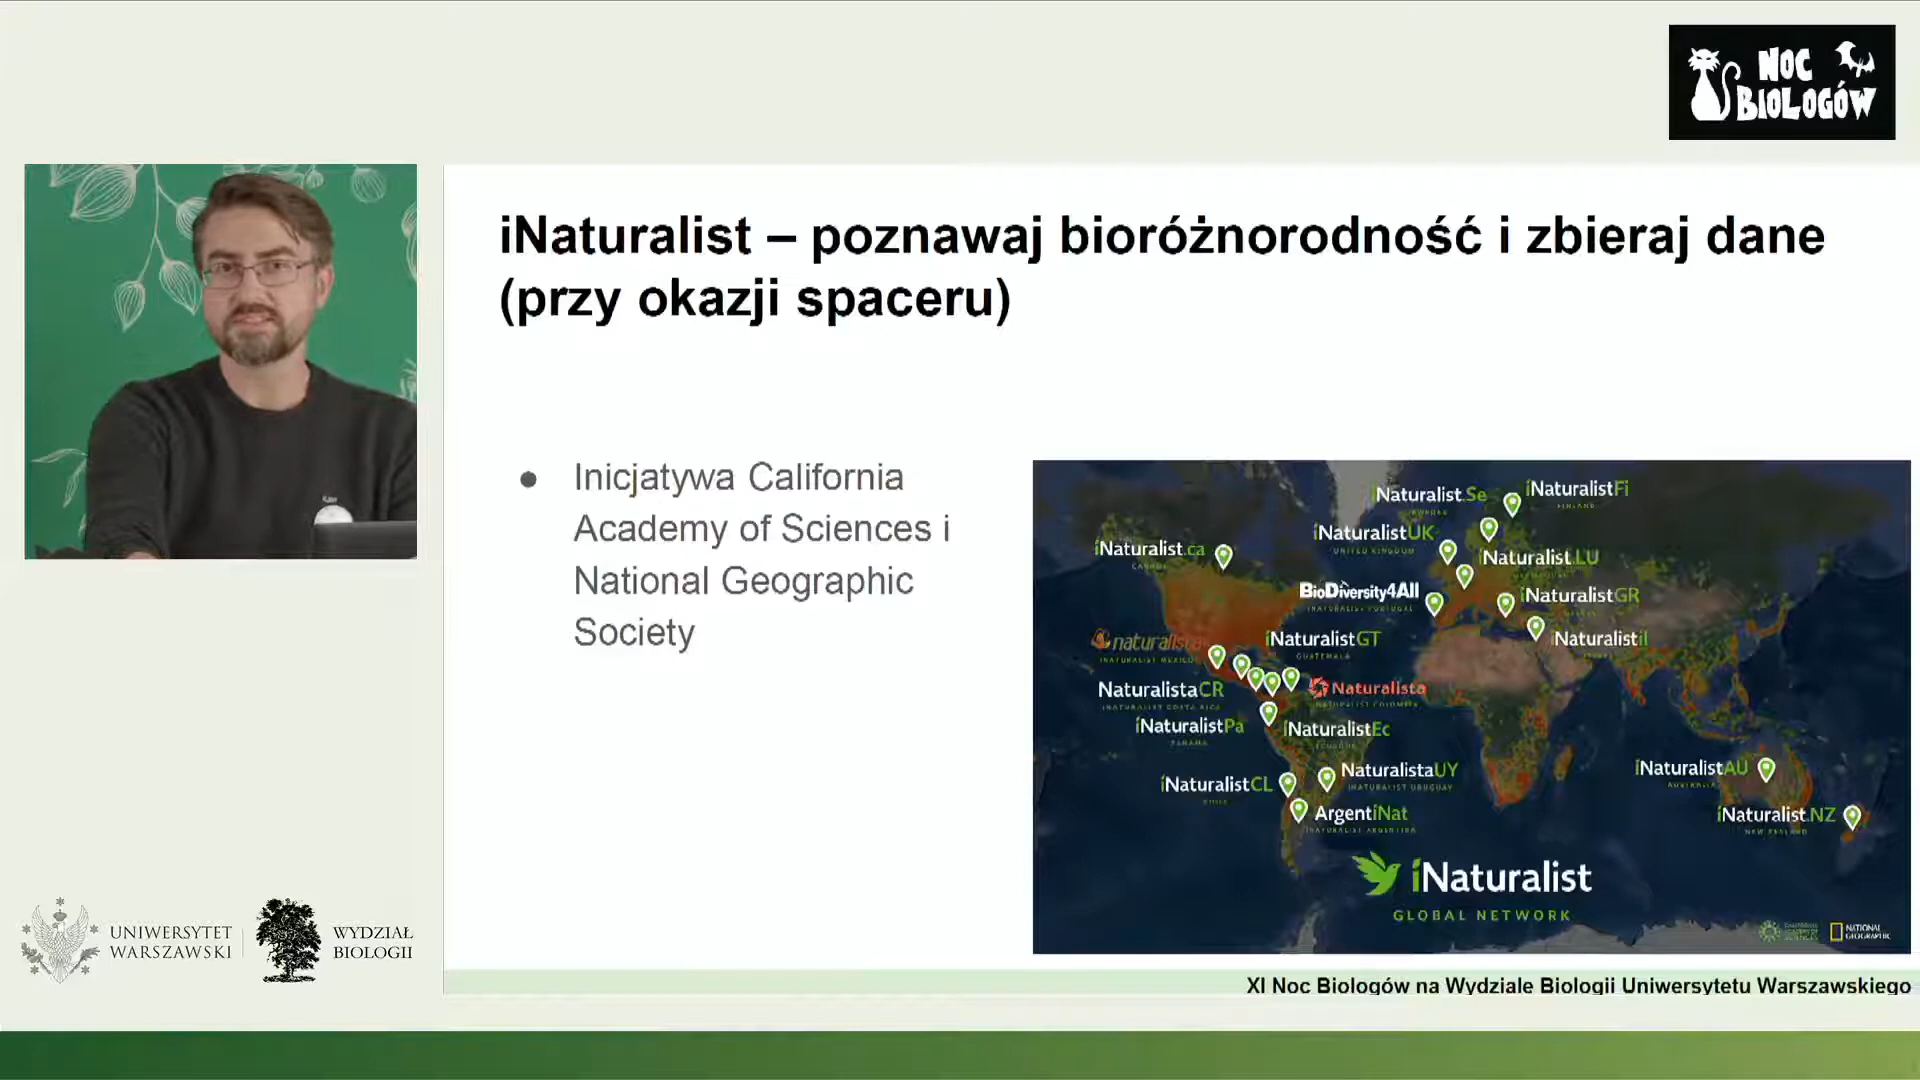 NOC
BIOLOGÓW
iNaturalist – poznawaj bioróżnorodność i zbieraj dane
(przy okazji spaceru)
● Inicjatywa California
Academy of Sciences i
National Geographic
Society
iNaturalist.Se
iNaturalistFi
FINLAND
iNaturalistUK
UNITED KINGDOM
iNaturalist.LU
iNaturalist.ca
CANADA
BioDiversity4All
INATURALIST PORTUGAL
iNaturalistGR
naturalista
INATURALIST MEXICO
iNaturalistGT
GUATEMALA
iNaturalistil
NaturalistaCR
INATURALIST COSTA RICA
Naturalista
NATURALIST COLOMBIA
iNaturalistPa
PANAMA
iNaturalistEc
ECUADOR
iNaturalistCL
CHILE
NaturalistaUY
INATURALIST URUGUAY
ArgentiNat
INATURALIST ARGENTINA
iNaturalistAU
AUSTRALIA
iNaturalist.NZ
NEW ZEALAND
iNaturalist
GLOBAL NETWORK
NATIONAL
GEOGRAPHIC
UNIWERSYTET
WARSZAWSKI
WYDZIAŁ
BIOLOGII
XI Noc Biologów na Wydziale Biologii Uniwersytetu Warszawskiego